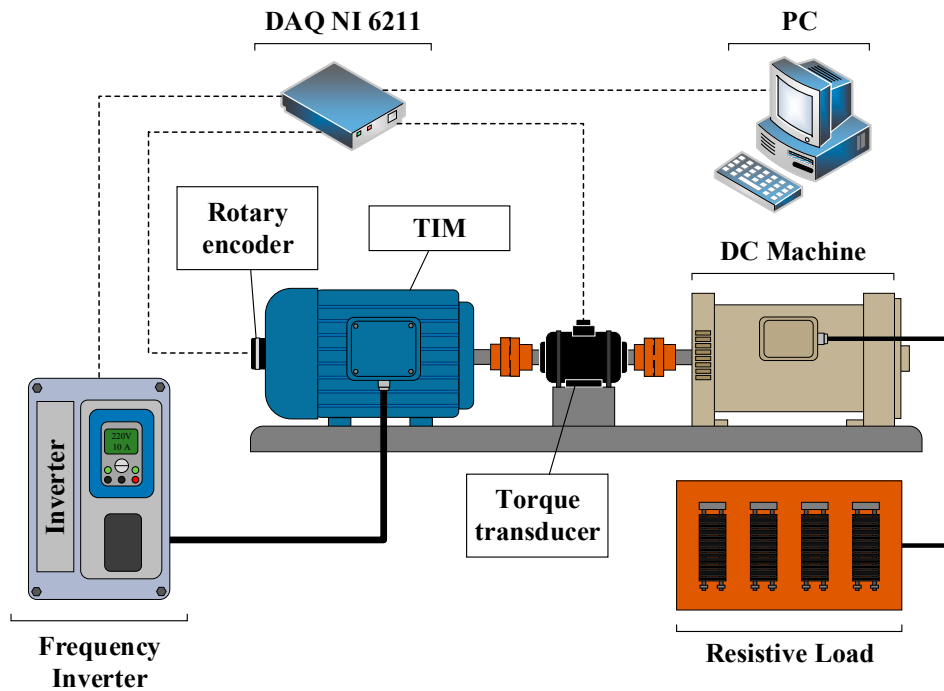 DAQ NI 6211
PC
Rotary
encoder
TIM
DC Machine
Inverter
220V
10 A
Torque
transducer
Frequency
Inverter
Resistive Load